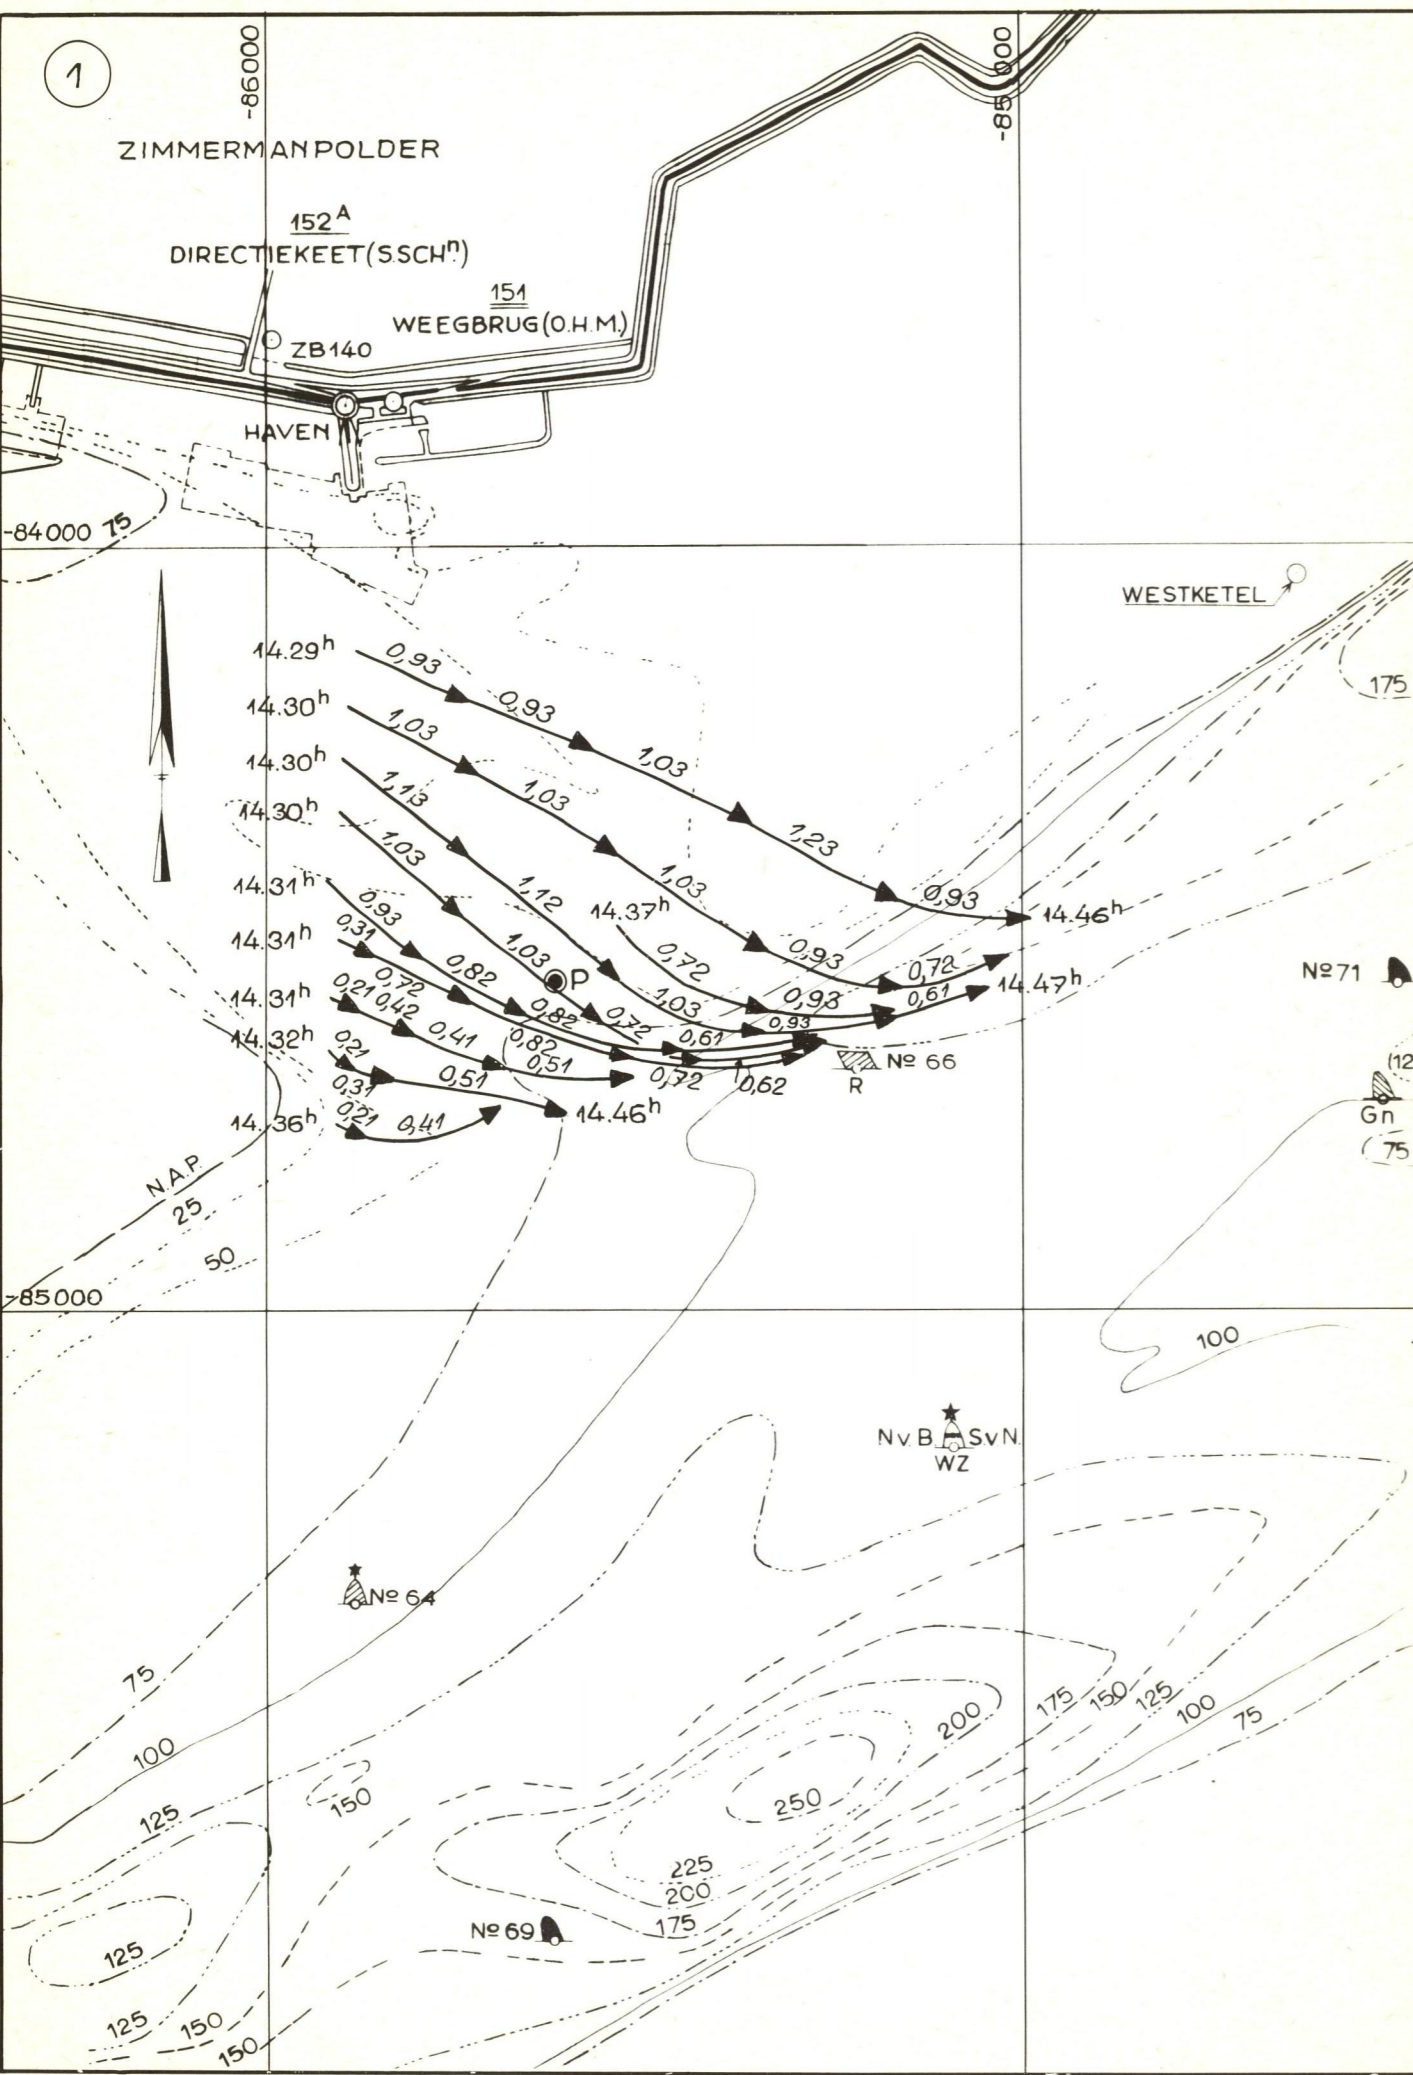 1
-86000
-85000
ZIMMERMANPOLDER
152 A
DIRECTIEKEET (S.SCHn.)
151
WEEGBRUG (O.H.M.)
ZB140
HAVEN
-84000
75
WESTKETEL
175
14.29h
0,93
0,93
1,03
1,23
0,93
14.46h
14.30h
1,03
1,03
1,03
0,93
0,72
14.30h
1,13
1,12
1,03
0,93
0,61
14.47h
14.30h
1,03
1,03
0,72
14.37h
0,72
0,93
14.31h
0,93
0,82
0,82
0,61
14.31h
0,31
0,72
0,82
0,72
0,62
P
14.31h
0,21
0,42
0,41
0,51
14.32h
0,21
0,31
0,51
14.46h
14.36h
0,21
0,41
No 71
No 66
R
(12
Gn
75
N.A.P.
25
50
-85000
100
N.v.B. S.v.N.
WZ
No 64
75
100
125
150
200
175
150
125
100
75
250
225
200
175
No 69
125
125
150
150